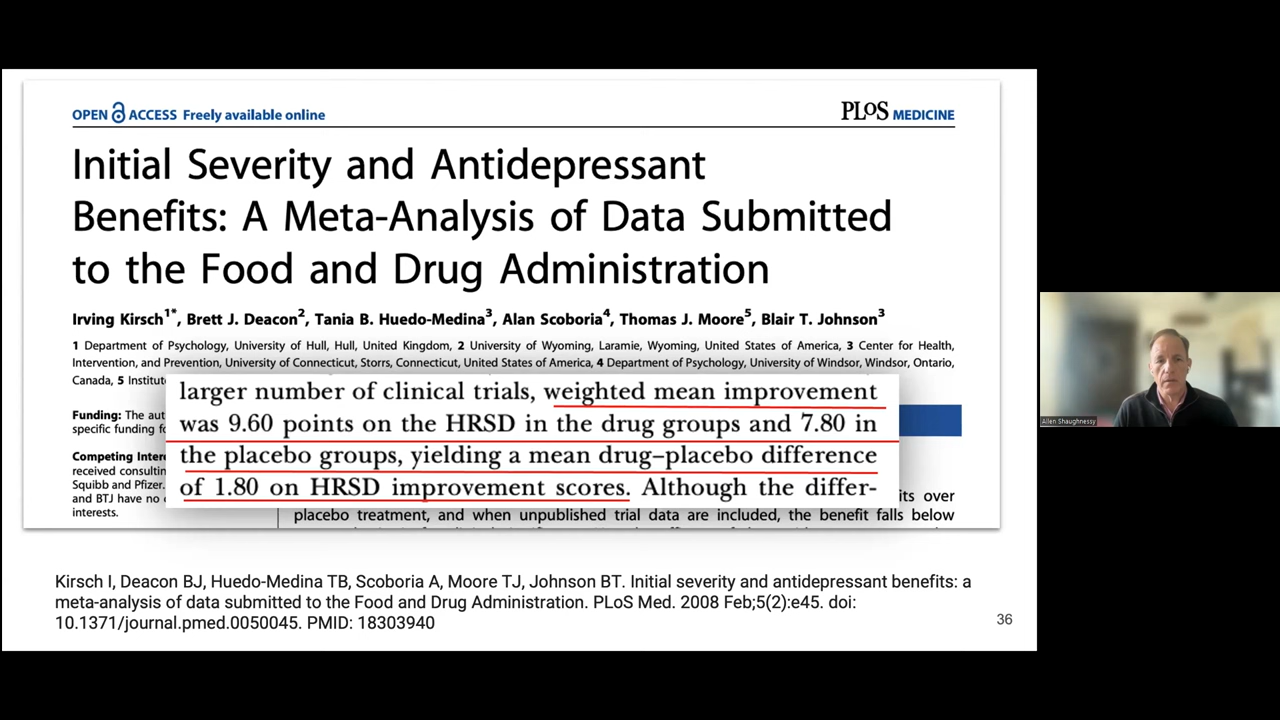 OPEN ACCESS Freely available online
PLoS MEDICINE
Initial Severity and Antidepressant
Benefits: A Meta-Analysis of Data Submitted
to the Food and Drug Administration
Irving Kirsch1*, Brett J. Deacon2, Tania B. Huedo-Medina3, Alan Scoboria4, Thomas J. Moore5, Blair T. Johnson3
1 Department of Psychology, University of Hull, Hull, United Kingdom, 2 University of Wyoming, Laramie, Wyoming, United States of America, 3 Center for Health,
Intervention, and Prevention, University of Connecticut, Storrs, Connecticut, United States of America, 4 Department of Psychology, University of Windsor, Windsor, Ontario,
Canada, 5 Institut
larger number of clinical trials, weighted mean improvement
was 9.60 points on the HRSD in the drug groups and 7.80 in
the placebo groups, yielding a mean drug–placebo difference
of 1.80 on HRSD improvement scores. Although the differ-
Funding: The aut
specific funding fo
Competing Inter
received consultin
Squibb and Pfizer.
and BTJ have no
interests.
its over
placebo treatment, and when unpublished trial data are included, the benefit falls below
Kirsch I, Deacon BJ, Huedo-Medina TB, Scoboria A, Moore TJ, Johnson BT. Initial severity and antidepressant benefits: a
meta-analysis of data submitted to the Food and Drug Administration. PLoS Med. 2008 Feb;5(2):e45. doi:
10.1371/journal.pmed.0050045. PMID: 18303940
36
Allen Shaughnessy